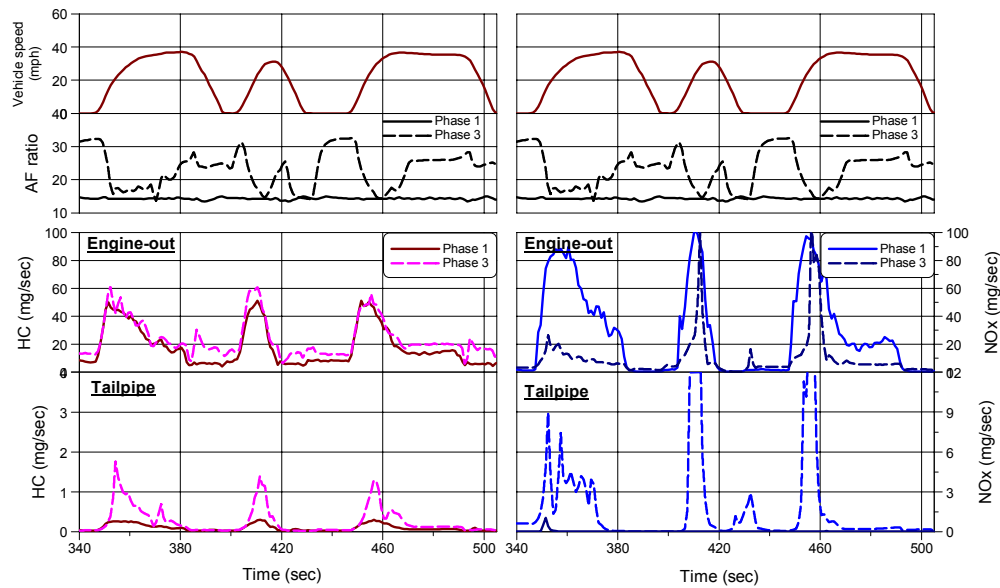 Vehicle speed
(mph)
60
40
20
40
Phase 1
Phase 3
Phase 1
Phase 3
AF ratio
30
20
10
Engine-out
Phase 1
Phase 3
Engine-out
Phase 1
Phase 3
HC (mg/sec)
100
80
60
40
20
NOx (mg/sec)
100
80
60
40
20
Tailpipe
Tailpipe
HC (mg/sec)
3
2
1
0
NOx (mg/sec)
12
9
6
3
0
340 380 420 460 500
340 380 420 460 500
Time (sec)
Time (sec)